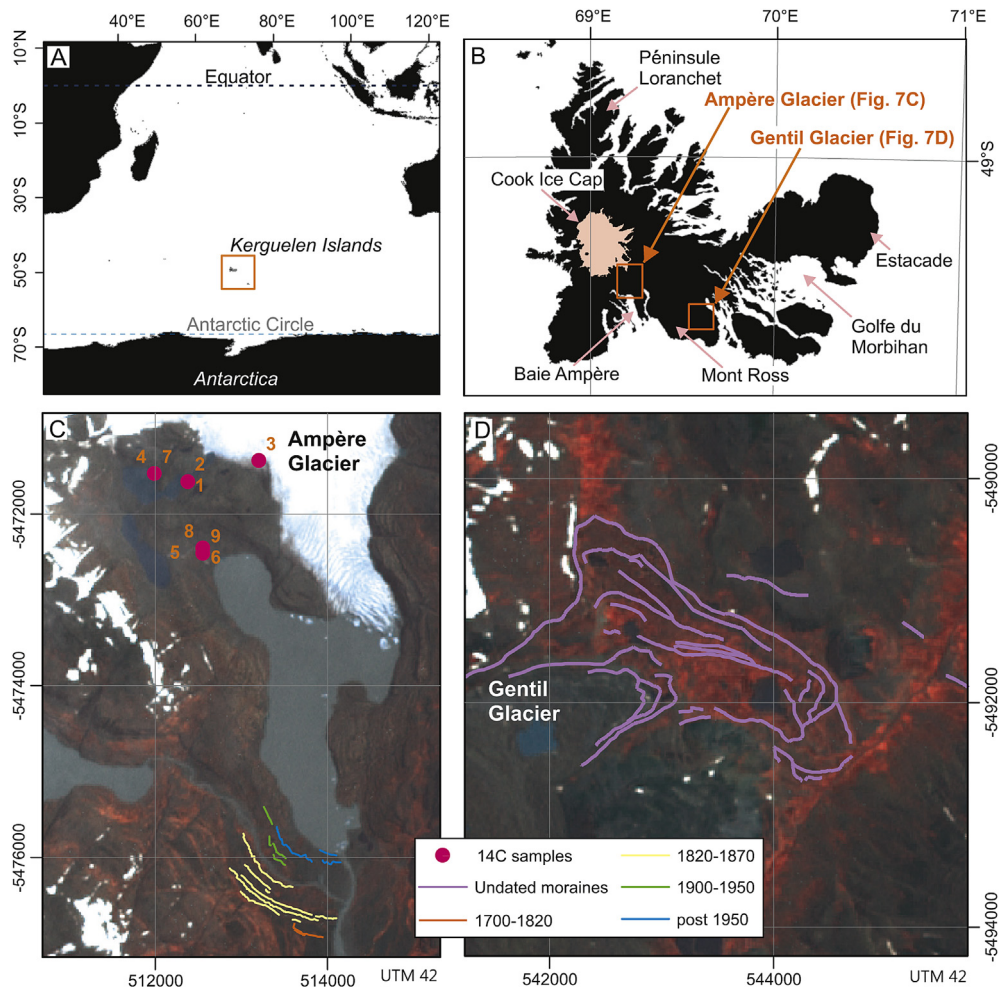 40°E 60°E 80°E 100°E 120°E
A
10°N
Equator
10°S
30°S
Kerguelen Islands
50°S
Antarctic Circle
70°S
Antarctica
69°E 70°E 71°E
B
Péninsule
Loranchet
Ampère Glacier (Fig. 7C)
Gentil Glacier (Fig. 7D)
49°S
Cook Ice Cap
Estacade
Golfe du
Morbihan
Baie Ampère
Mont Ross
C
Ampère
Glacier
3
4 7 2
1
8 9
5 6
-5472000
-5474000
-5476000
512000 514000 UTM 42
D
Gentil
Glacier
-5490000
-5492000
-5494000
542000 544000 UTM 42
14C samples
Undated moraines
1700-1820
1820-1870
1900-1950
post 1950